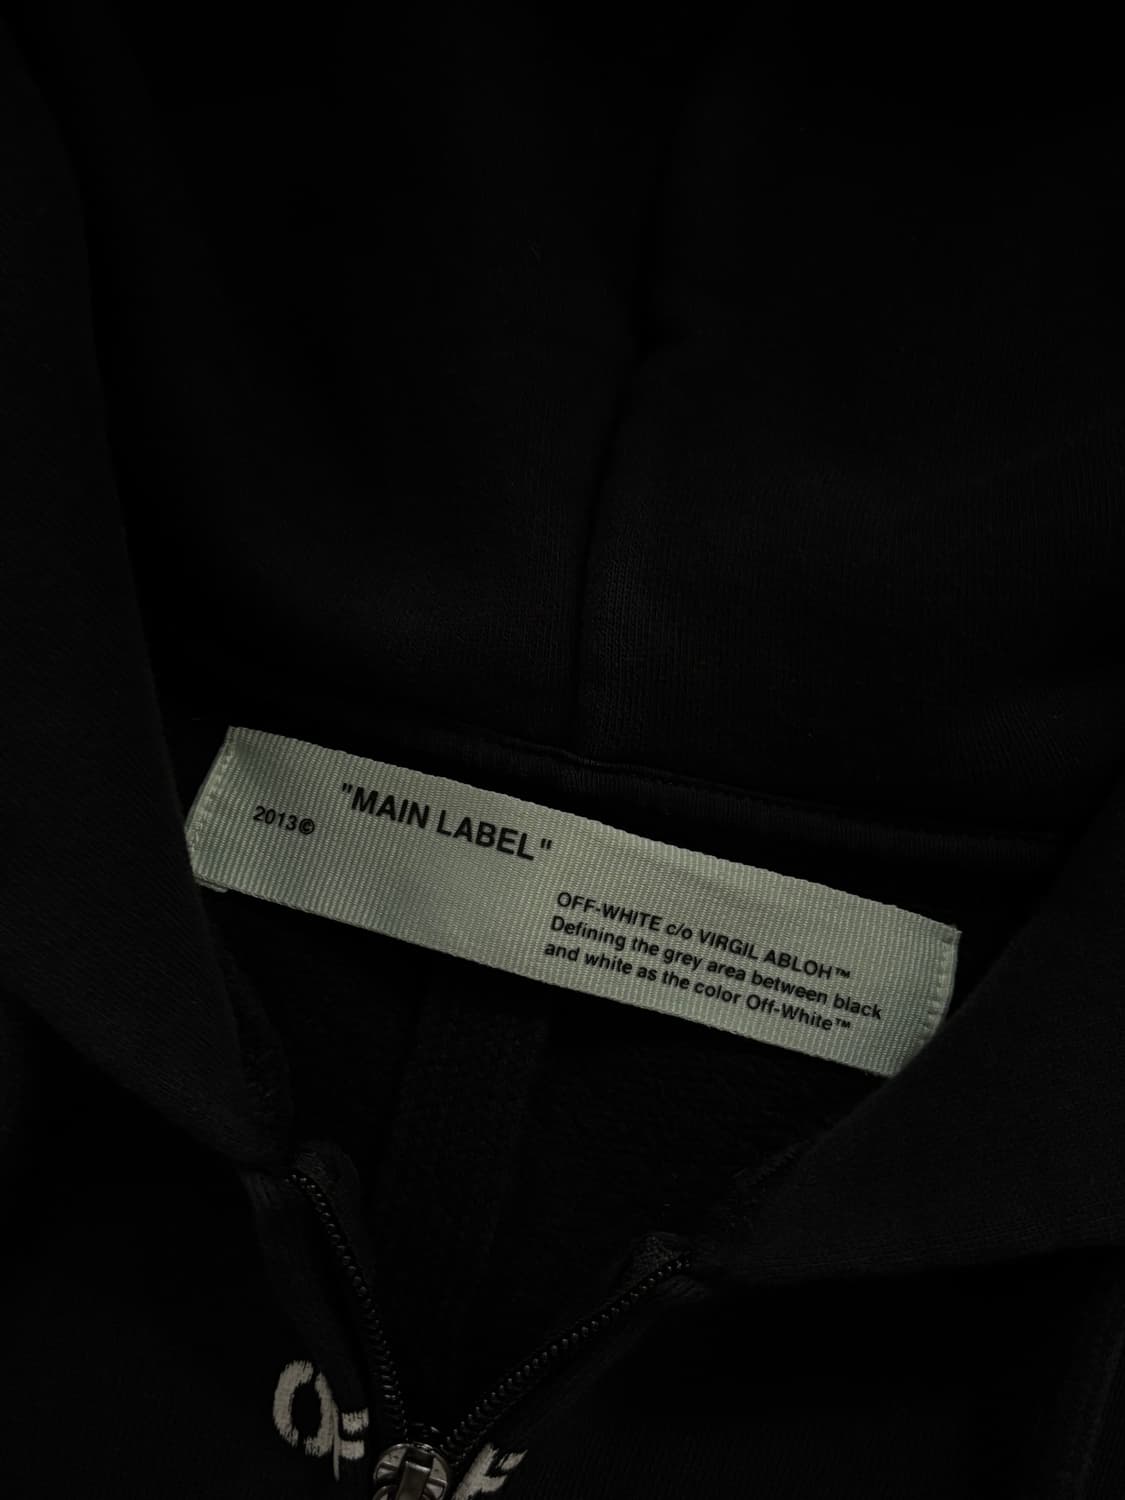 "MAIN LABEL"
2013©
OFF-WHITE c/o VIRGIL ABLOH™
Defining the grey area between black
and white as the color Off-White™
OF F